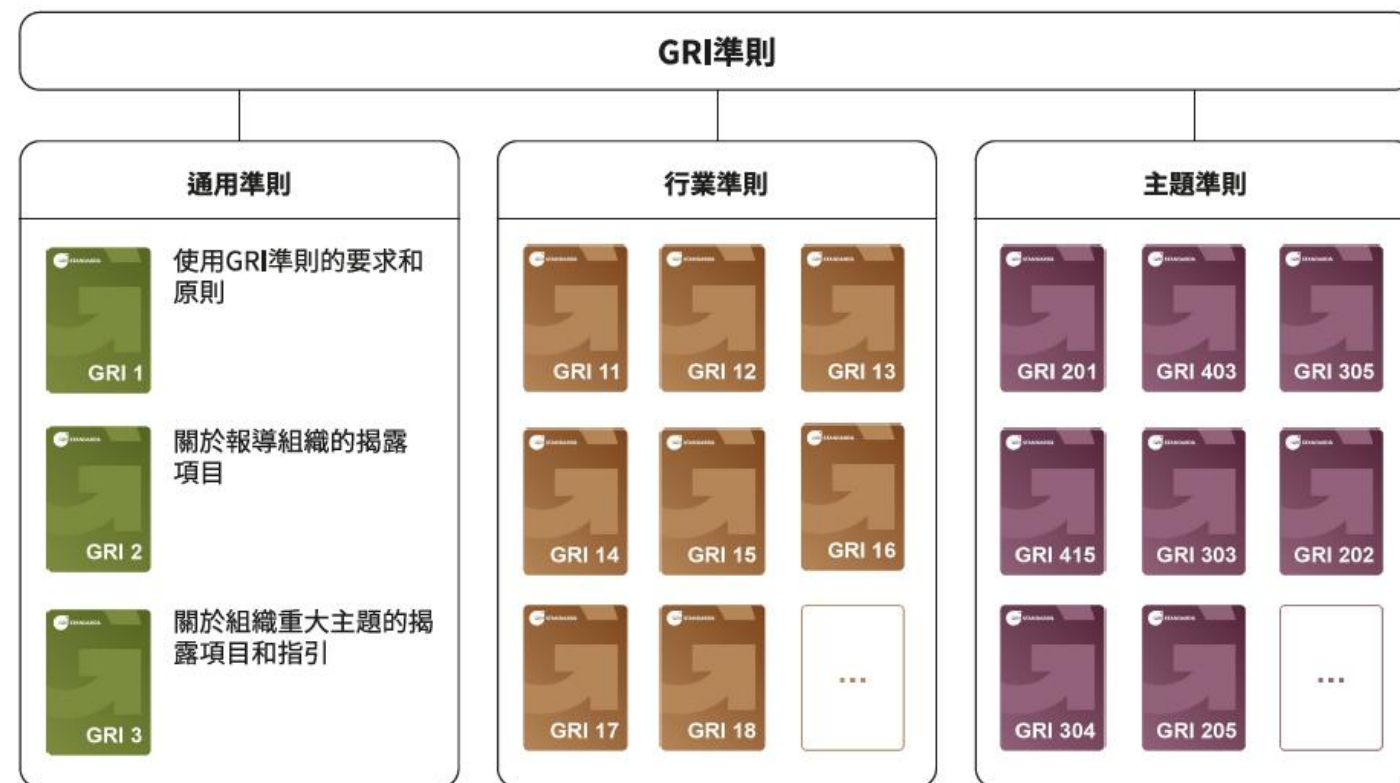 GRI準則
通用準則
使用GRI準則的要求和
原則
GRI 1
關於報導組織的揭露
項目
GRI 2
關於組織重大主題的揭
露項目和指引
GRI 3
行業準則
GRI 11
GRI 12
GRI 13
GRI 14
GRI 15
GRI 16
GRI 17
GRI 18
...
主題準則
GRI 201
GRI 403
GRI 305
GRI 415
GRI 303
GRI 202
GRI 304
GRI 205
...